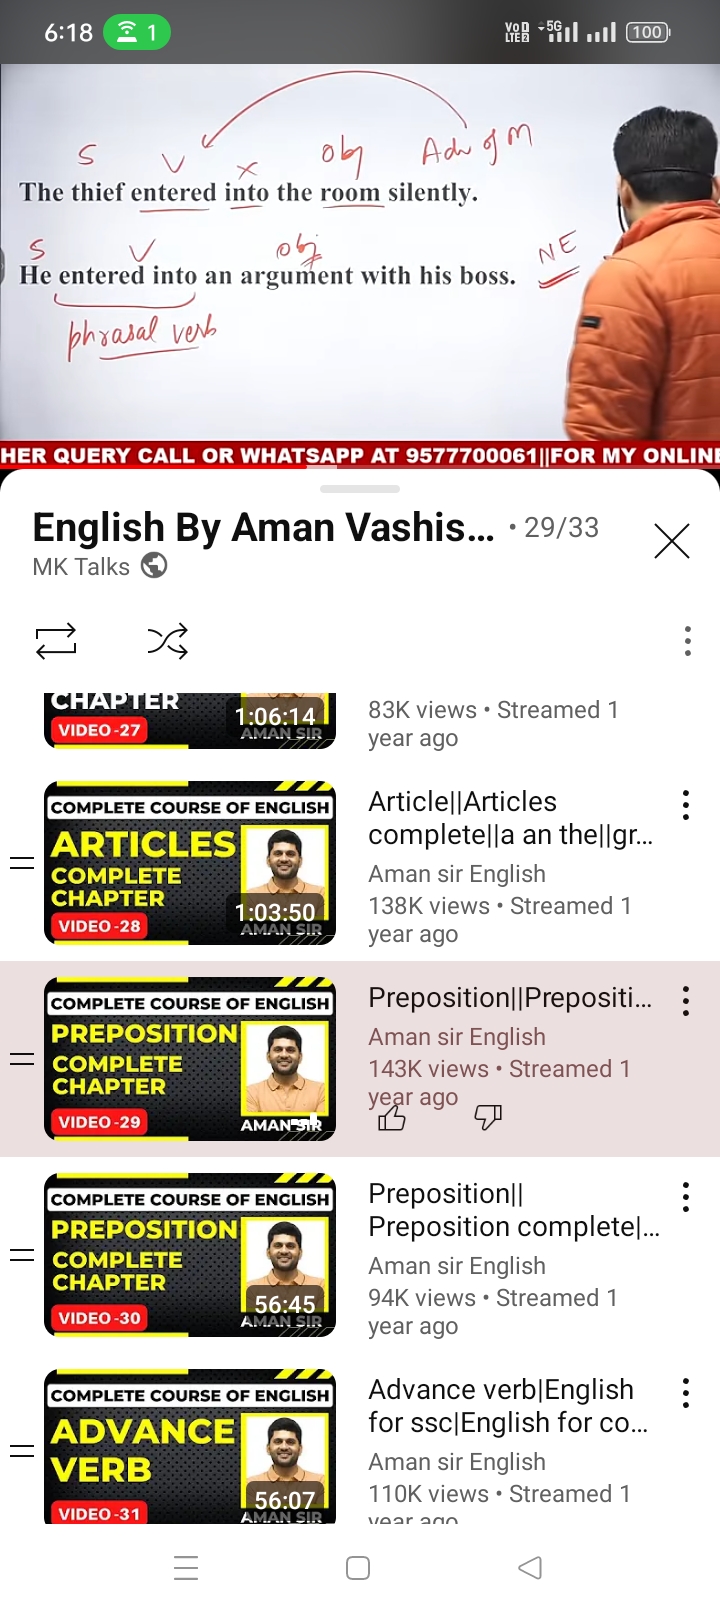 6:18
1
VoD
LTE2
5G
100
S V x obj Adv of M
The thief entered into the room silently.
S V obj NE
He entered into an argument with his boss.
phrasal verb
HER QUERY CALL OR WHATSAPP AT 9577700061||FOR MY ONLINE
English By Aman Vashis... • 29/33
MK Talks
CHAPTER
VIDEO-27
1:06:14
AMAN SIR
83K views • Streamed 1
year ago
COMPLETE COURSE OF ENGLISH
ARTICLES
COMPLETE
CHAPTER
VIDEO-28
1:03:50
AMAN SIR
Article||Articles
complete||a an the||gr...
Aman sir English
138K views • Streamed 1
year ago
COMPLETE COURSE OF ENGLISH
PREPOSITION
COMPLETE
CHAPTER
VIDEO-29
AMAN SIR
Preposition||Prepositi...
Aman sir English
143K views • Streamed 1
year ago
COMPLETE COURSE OF ENGLISH
PREPOSITION
COMPLETE
CHAPTER
VIDEO-30
56:45
AMAN SIR
Preposition||
Preposition complete|...
Aman sir English
94K views • Streamed 1
year ago
COMPLETE COURSE OF ENGLISH
ADVANCE
VERB
VIDEO-31
56:07
AMAN SIR
Advance verb|English
for ssc|English for co...
Aman sir English
110K views • Streamed 1
year ago